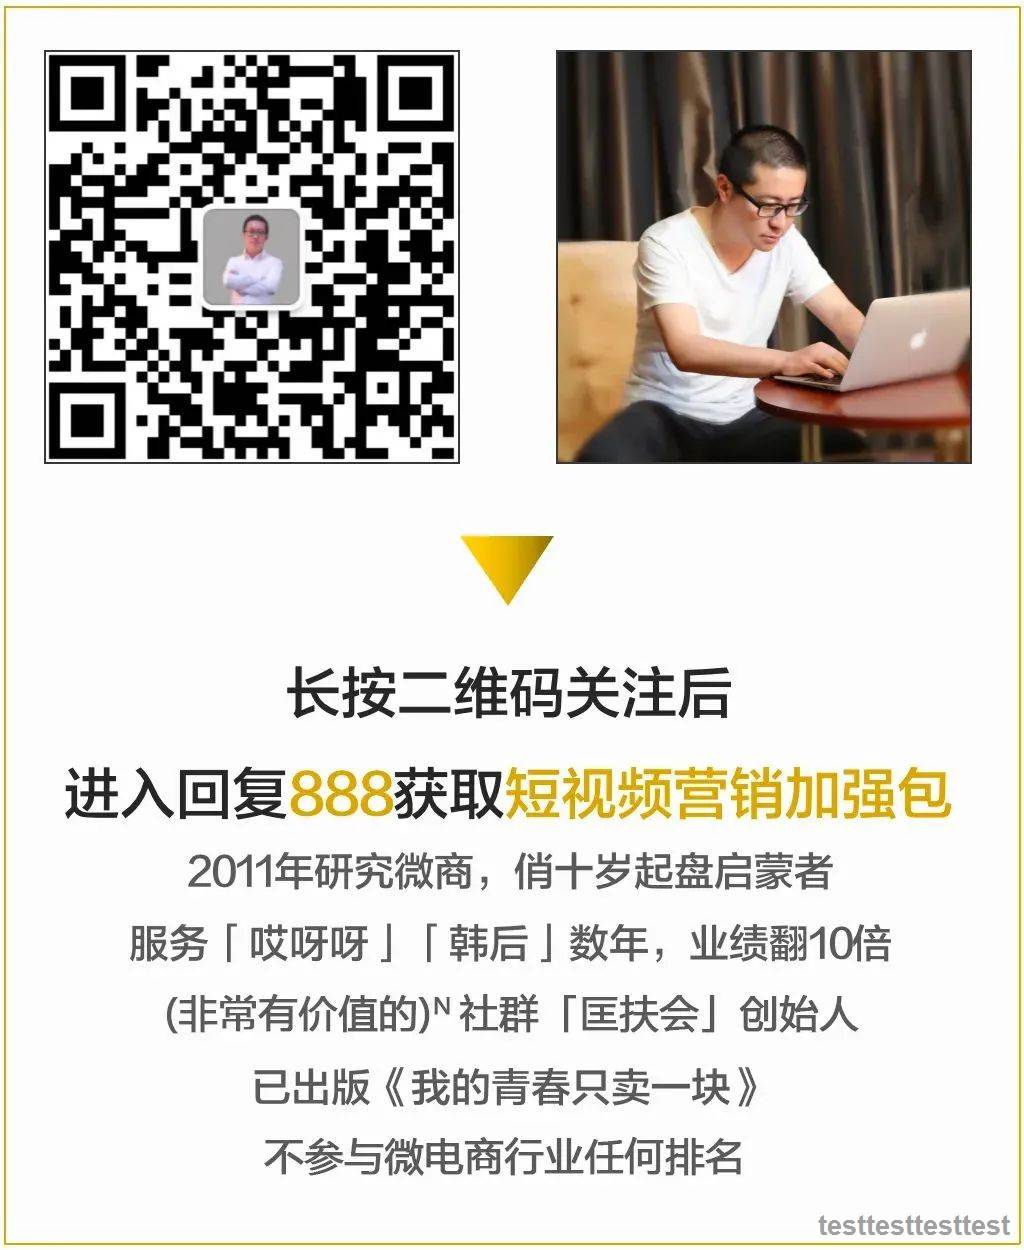 长按二维码关注后
进入回复888获取短视频营销加强包
2011年研究微商，俏十岁起盘启蒙者
服务「哎呀呀」「韩后」数年，业绩翻10倍
(非常有价值的)ᴺ 社群「匡扶会」创始人
已出版《我的青春只卖一块》
不参与微电商行业任何排名
testtesttesttest